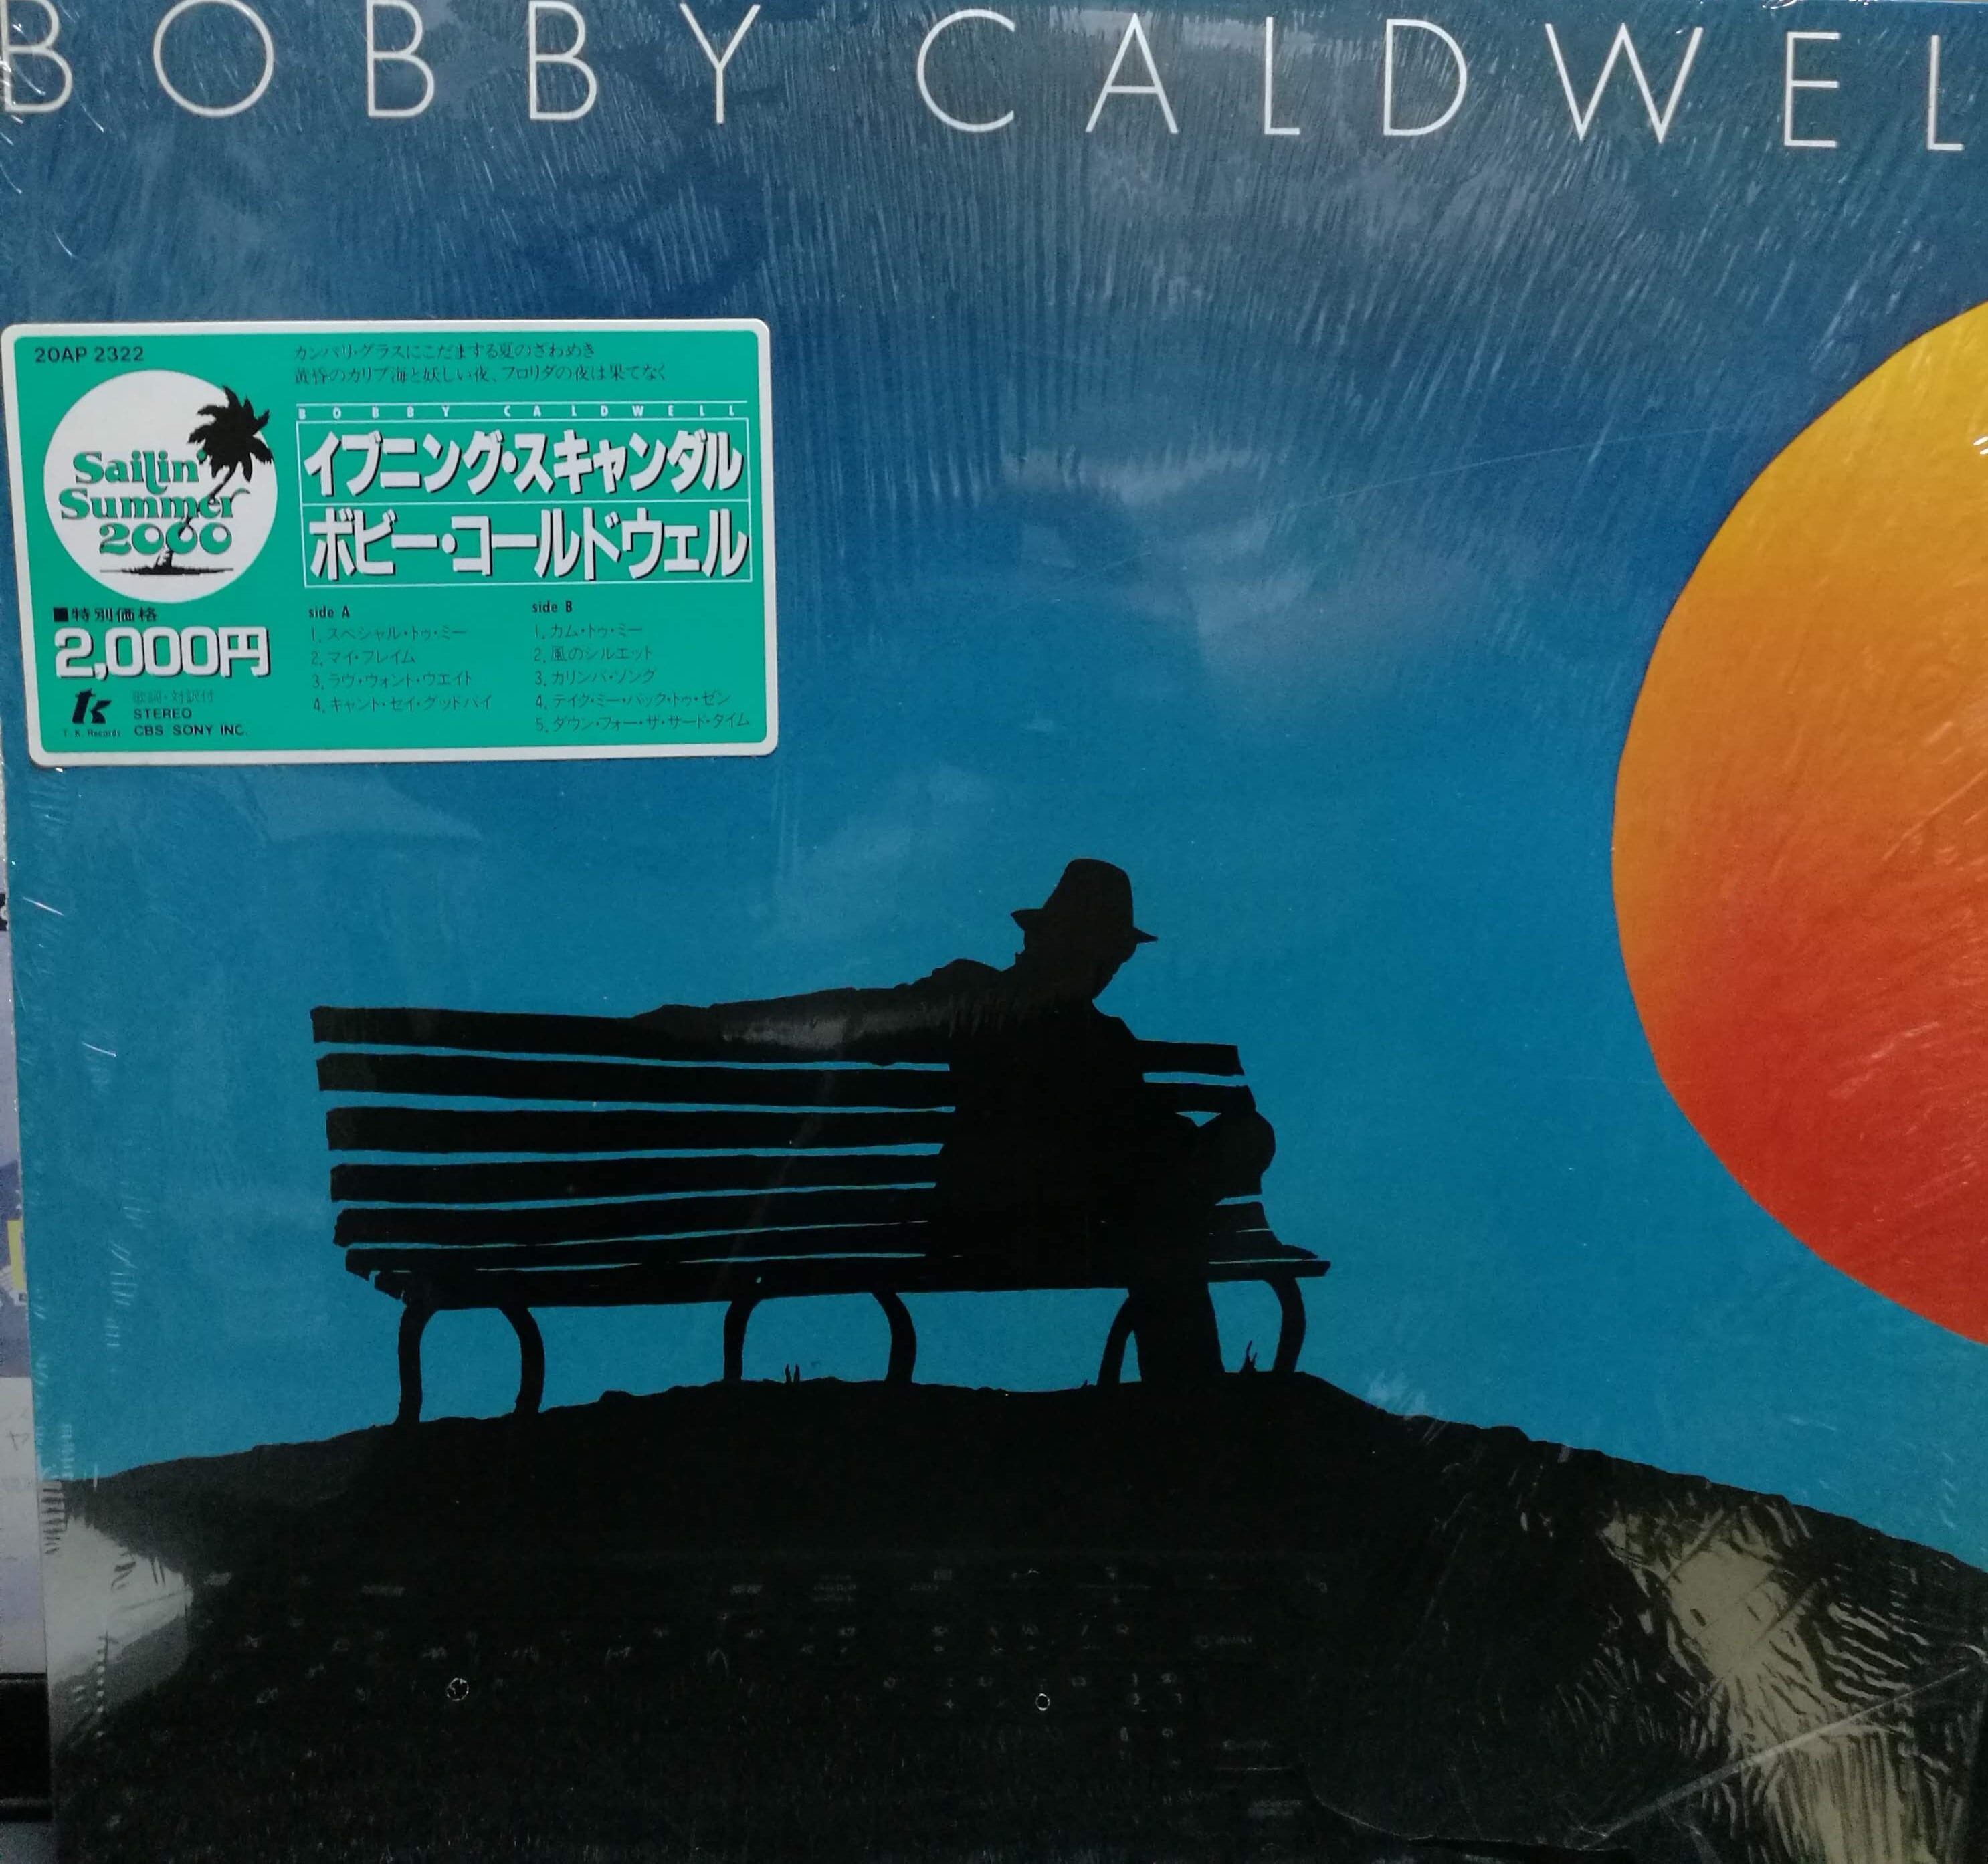 BOBBY CALDWEL
20AP 2322
カンパリ・グラスにこだまする夏のざわめき
黄昏のカリブ海と妖しい夜、フロリダの夜は果てなく
BOBBY CALDWELL
イブニング・スキャンダル
ボビー・コールドウェル
Sailin'
Summer
2000
■特別価格
2,000円
T.K. Records
歌詞・対訳付
STEREO
CBS SONY INC.
side A
1. スペシャル・トゥ・ミー
2. マイ・フレイム
3. ラヴ・ウォント・ウエイト
4. キャント・セイ・グッドバイ
side B
1. カム・トゥ・ミー
2. 風のシルエット
3. カリンバ・ソング
4. テイク・ミー・バック・トゥ・ゼン
5. ダウン・フォー・ザ・サード・タイム